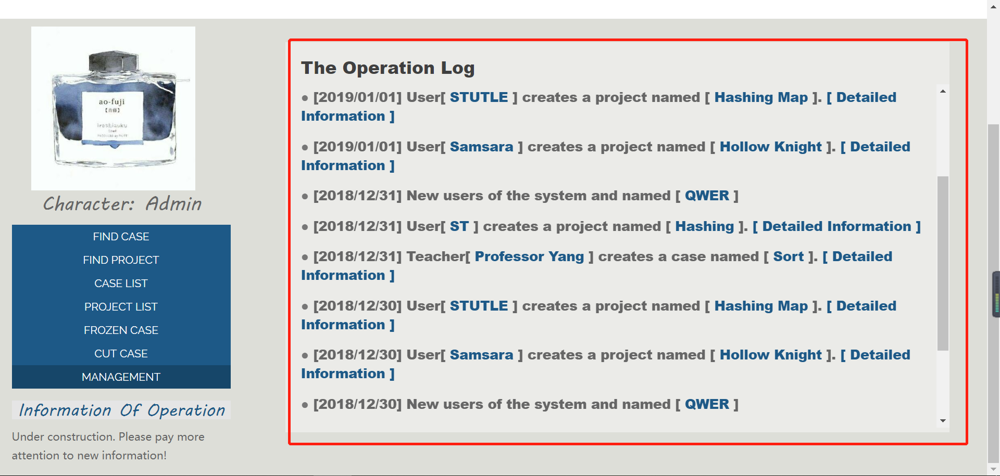 ao-fuji
【青藤】
iroshizuku
50ml
PRODUCED by PILOT
Character: Admin
FIND CASE
FIND PROJECT
CASE LIST
PROJECT LIST
FROZEN CASE
CUT CASE
MANAGEMENT
Information Of Operation
Under construction. Please pay more
attention to new information!
The Operation Log
● [2019/01/01] User[ STUTLE ] creates a project named [ Hashing Map ]. [ Detailed
Information ]
● [2019/01/01] User[ Samsara ] creates a project named [ Hollow Knight ]. [ Detailed
Information ]
● [2018/12/31] New users of the system and named [ QWER ]
● [2018/12/31] User[ ST ] creates a project named [ Hashing ]. [ Detailed Information ]
● [2018/12/31] Teacher[ Professor Yang ] creates a case named [ Sort ]. [ Detailed
Information ]
● [2018/12/30] User[ STUTLE ] creates a project named [ Hashing Map ]. [ Detailed
Information ]
● [2018/12/30] User[ Samsara ] creates a project named [ Hollow Knight ]. [ Detailed
Information ]
● [2018/12/30] New users of the system and named [ QWER ]